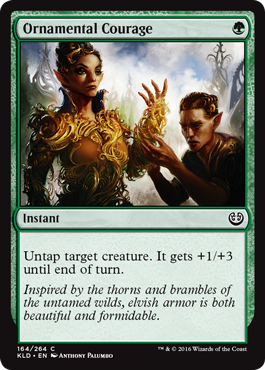 Ornamental Courage
Instant
Untap target creature. It gets +1/+3
until end of turn.
Inspired by the thorns and brambles of
the untamed wilds, elvish armor is both
beautiful and formidable.
164/264 C
KLD • EN Anthony Palumbo
™ & © 2016 Wizards of the Coast